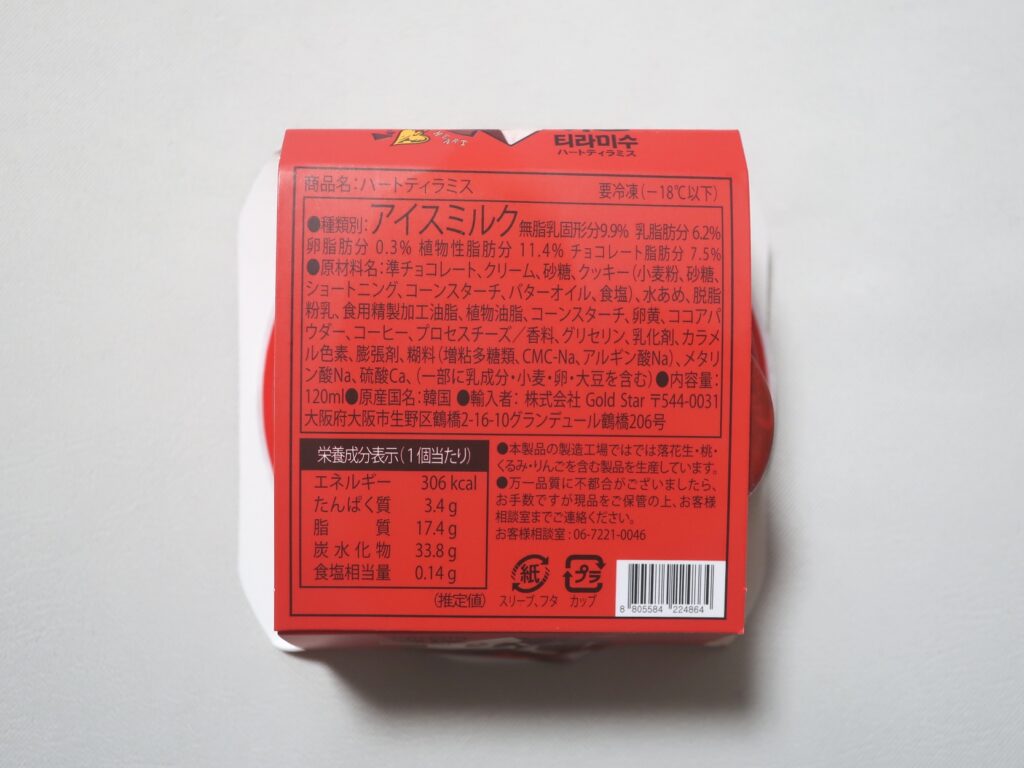 티라미수
ハートティラミス
商品名:ハートティラミス 要冷凍(－18℃以下)
●種類別:アイスミルク 無脂乳固形分9.9% 乳脂肪分 6.2%
卵脂肪分 0.3% 植物性脂肪分 11.4% チョコレート脂肪分 7.5%
●原材料名:準チョコレート、クリーム、砂糖、クッキー(小麦粉、砂糖、
ショートニング、コーンスターチ、バターオイル、食塩)、水あめ、脱脂
粉乳、食用精製加工油脂、植物油脂、コーンスターチ、卵黄、ココアパ
ウダー、コーヒー、プロセスチーズ／香料、グリセリン、乳化剤、カラメ
ル色素、膨張剤、糊料(増粘多糖類、CMC-Na、アルギン酸Na)、メタリ
ン酸Na、硫酸Ca、(一部に乳成分・小麦・卵・大豆を含む)●内容量:
120ml●原産国名:韓国 ●輸入者: 株式会社 Gold Star 〒544-0031
大阪府大阪市生野区鶴橋2-16-10グランデュール鶴橋206号
栄養成分表示(1個当たり)
エネルギー 306 kcal
たんぱく質 3.4 g
脂 質 17.4 g
炭水化物 33.8 g
食塩相当量 0.14 g
(推定値)
●本製品の製造工場ではでは落花生・桃・
くるみ・りんごを含む製品を生産しています。
●万一品質に不都合がございましたら、
お手数ですが現品をご保管の上、お客様
相談室までご連絡ください。
お客様相談室:06-7221-0046
紙 プラ
スリーブ、フタ カップ
8 805584 224864